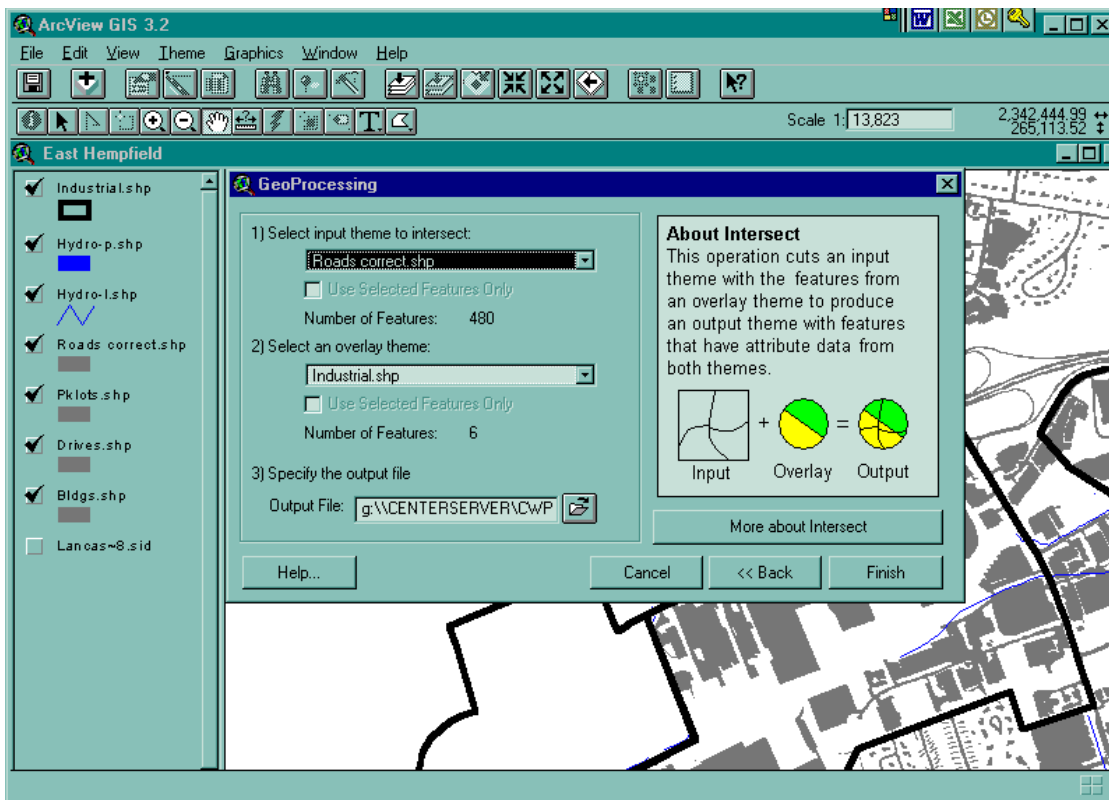 ArcView GIS 3.2
File Edit View Theme Graphics Window Help
Scale 1: 13,823
2,342,444.99
265,113.52
East Hempfield
Industrial.shp
Hydro-p.shp
Hydro-l.shp
Roads correct.shp
Pklots.shp
Drives.shp
Bldgs.shp
Lancas~8.sid
GeoProcessing
1) Select input theme to intersect:
Roads correct.shp
Use Selected Features Only
Number of Features: 480
2) Select an overlay theme:
Industrial.shp
Use Selected Features Only
Number of Features: 6
3) Specify the output file
Output File: g:\\CENTERSERVER\CWP
About Intersect
This operation cuts an input
theme with the features from
an overlay theme to produce
an output theme with features
that have attribute data from
both themes.
+ =
Input Overlay Output
More about Intersect
Help... Cancel << Back Finish